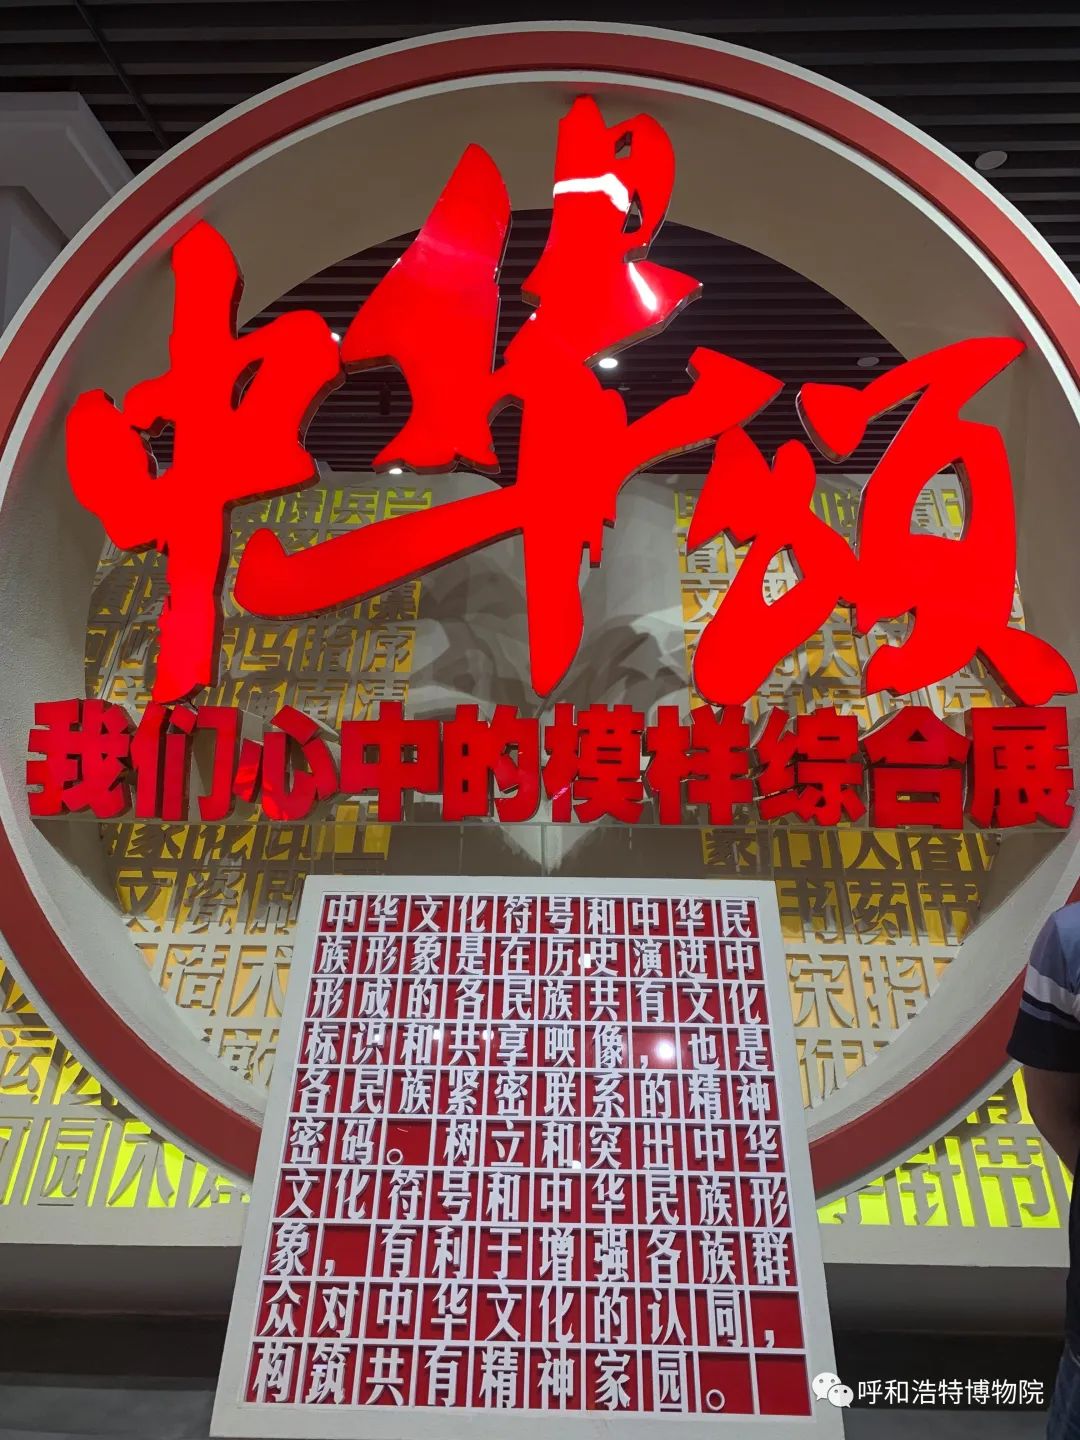 中华颂
我们心中的模样综合展
中华文化符号和中华民
族形象是在历史演进中
形成的各民族共有文化
标识和共享映像，也是
各民族紧密联系的精神
密码。树立和突出中华
文化符号和中华民族形
象，有利于增强各族群
众对中华文化的认同，
构筑共有精神家园。
呼和浩特博物院